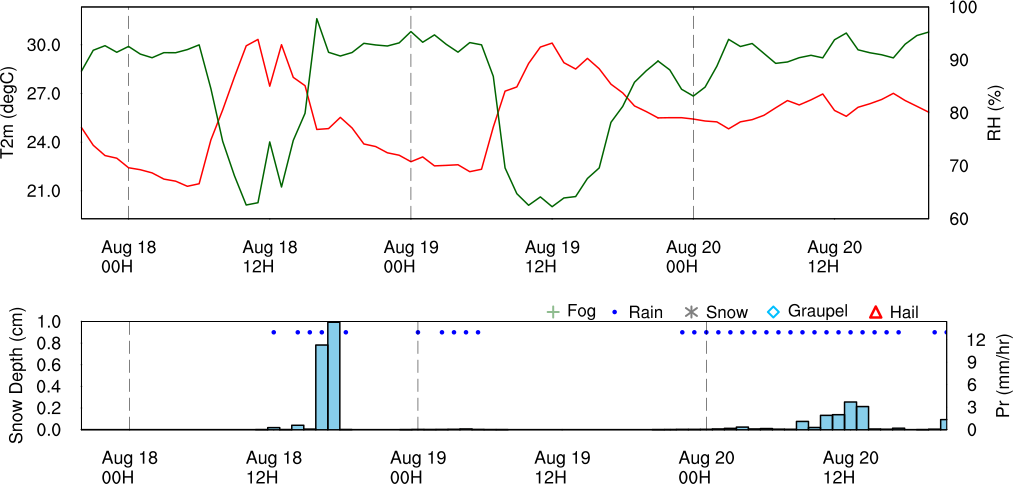 100
30.0
90
27.0
80
24.0
70
21.0
60
T2m (degC)
RH (%)
Aug 18 Aug 18 Aug 19 Aug 19 Aug 20 Aug 20
00H 12H 00H 12H 00H 12H
Fog Rain Snow Graupel Hail
1.0
0.8
0.6
0.4
0.2
0.0
Snow Depth (cm)
12
9
6
3
0
Pr (mm/hr)
Aug 18 Aug 18 Aug 19 Aug 19 Aug 20 Aug 20
00H 12H 00H 12H 00H 12H